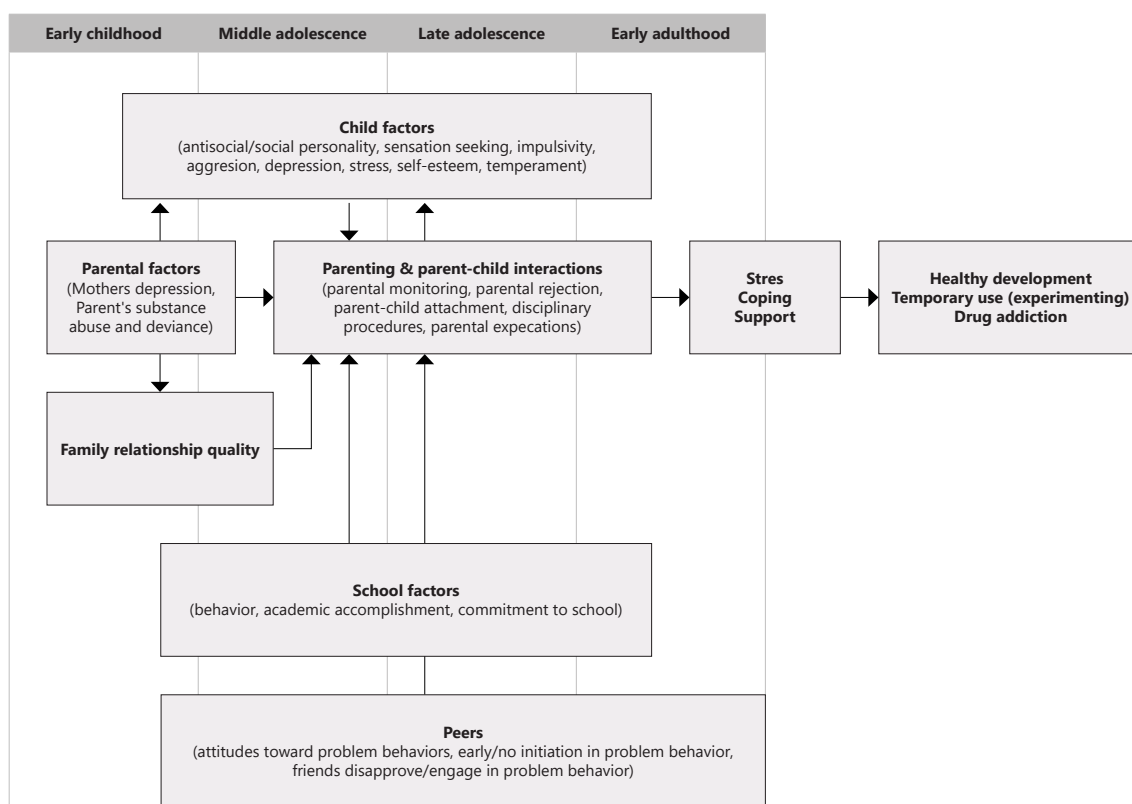 Early childhood
Middle adolescence
Late adolescence
Early adulthood
Child factors
(antisocial/social personality, sensation seeking, impulsivity,
aggresion, depression, stress, self-esteem, temperament)
Parental factors
(Mothers depression,
Parent's substance
abuse and deviance)
Parenting & parent-child interactions
(parental monitoring, parental rejection,
parent-child attachment, disciplinary
procedures, parental expecations)
Stres
Coping
Support
Healthy development
Temporary use (experimenting)
Drug addiction
Family relationship quality
School factors
(behavior, academic accomplishment, commitment to school)
Peers
(attitudes toward problem behaviors, early/no initiation in problem behavior,
friends disapprove/engage in problem behavior)